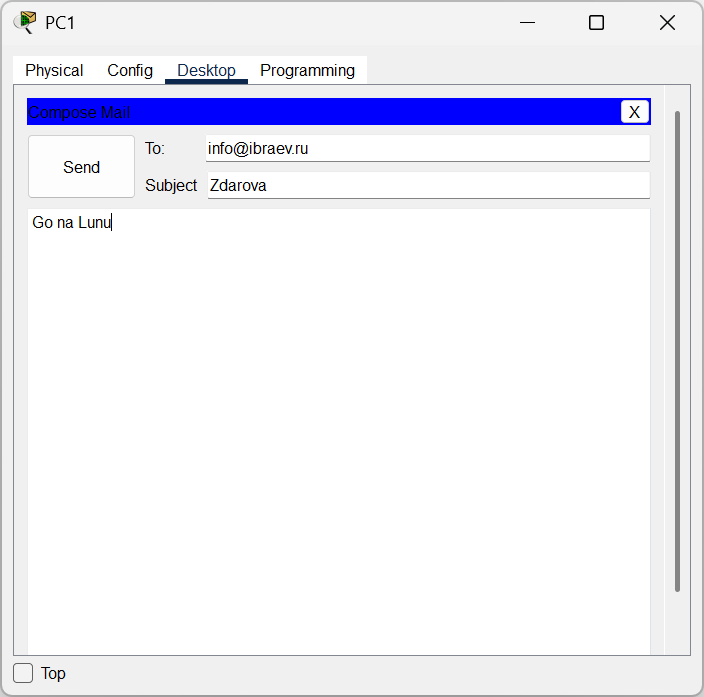 PC1
Physical Config Desktop Programming
Compose Mail
X
Send
To: info@ibraev.ru
Subject Zdarova
Go na Lunu
Top